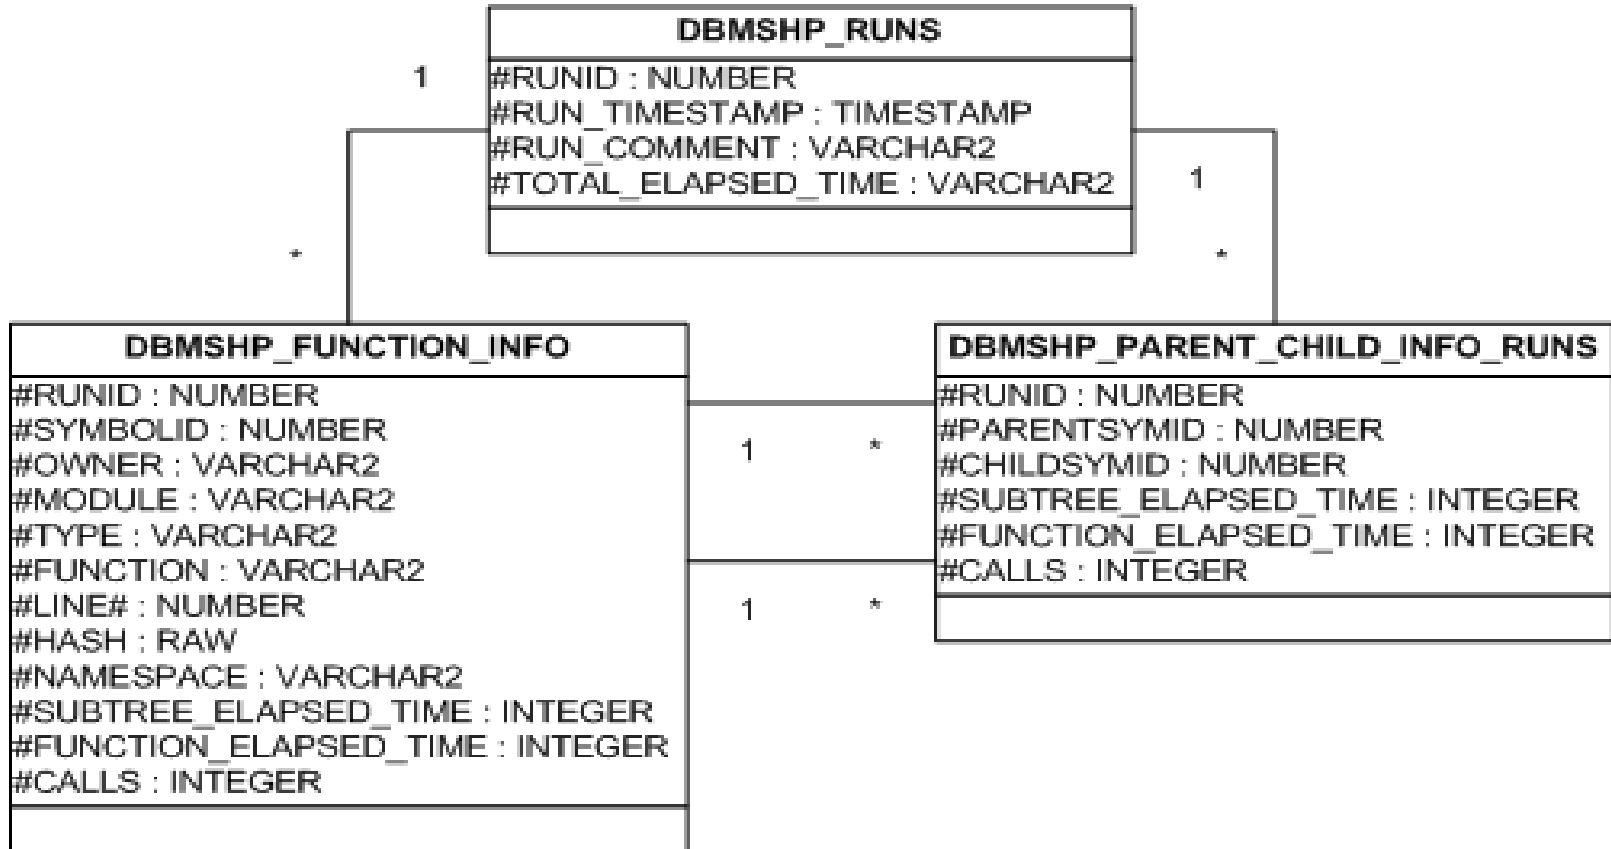 DBMSHP_RUNS
1
#RUNID : NUMBER
#RUN_TIMESTAMP : TIMESTAMP
#RUN_COMMENT : VARCHAR2
#TOTAL_ELAPSED_TIME : VARCHAR2
1
*
*
DBMSHP_FUNCTION_INFO
#RUNID : NUMBER
#SYMBOLID : NUMBER
#OWNER : VARCHAR2
#MODULE : VARCHAR2
#TYPE : VARCHAR2
#FUNCTION : VARCHAR2
#LINE# : NUMBER
#HASH : RAW
#NAMESPACE : VARCHAR2
#SUBTREE_ELAPSED_TIME : INTEGER
#FUNCTION_ELAPSED_TIME : INTEGER
#CALLS : INTEGER
1 *
1 *
DBMSHP_PARENT_CHILD_INFO_RUNS
#RUNID : NUMBER
#PARENTSYMID : NUMBER
#CHILDSYMID : NUMBER
#SUBTREE_ELAPSED_TIME : INTEGER
#FUNCTION_ELAPSED_TIME : INTEGER
#CALLS : INTEGER